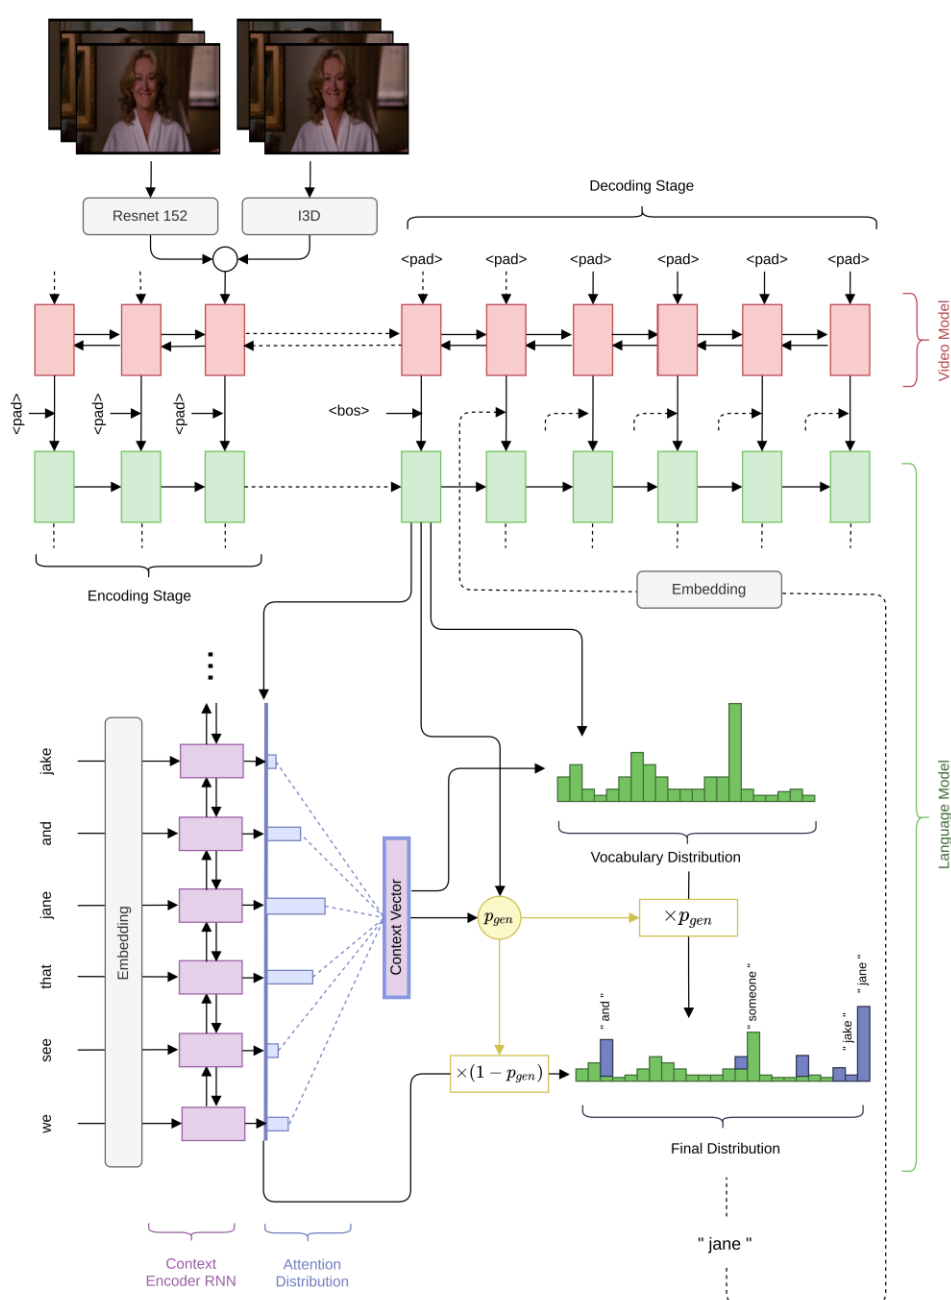 Resnet 152
I3D
Decoding Stage
<pad>
<pad>
<pad>
<pad>
<pad>
<pad>
Video Model
<pad>
<pad>
<pad>
<bos>
Encoding Stage
Embedding
Language Model
jake
and
jane
that
see
we
Embedding
Context Vector
Vocabulary Distribution
p_gen
×p_gen
×(1 − p_gen)
" and "
" someone "
" jake "
" jane "
Final Distribution
" jane "
Context
Encoder RNN
Attention
Distribution